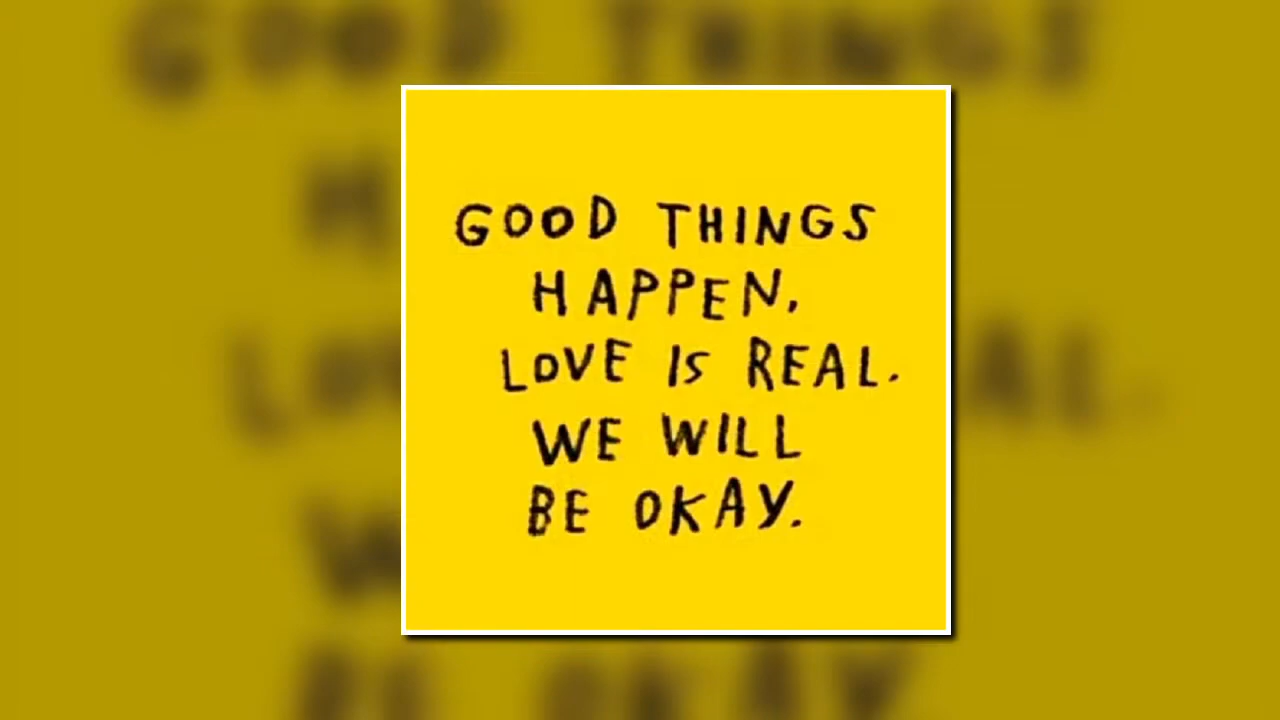 GOOD THINGS
HAPPEN,
LOVE IS REAL.
WE WILL
BE OKAY.